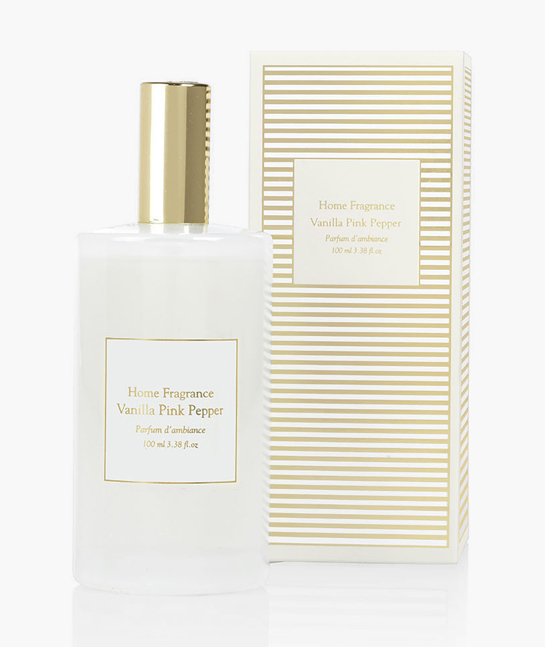 Home Fragrance
Vanilla Pink Pepper
Parfum d'ambiance
100 ml 3.38 fl.oz
Home Fragrance
Vanilla Pink Pepper
Parfum d'ambiance
100 ml 3.38 fl.oz